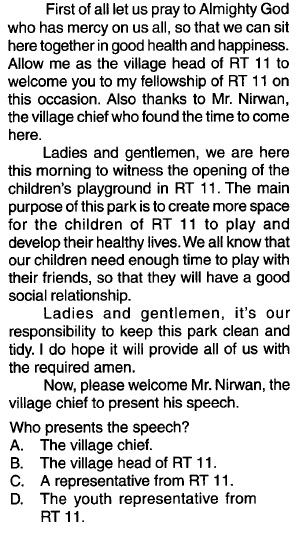 First of all let us pray to Almighty God
who has mercy on us all, so that we can sit
here together in good health and happiness.
Allow me as the village head of RT 11 to
welcome you to my fellowship of RT 11 on
this occasion. Also thanks to Mr. Nirwan,
the village chief who found the time to come
here.
Ladies and gentlemen, we are here
this morning to witness the opening of the
children's playground in RT 11. The main
purpose of this park is to create more space
for the children of RT 11 to play and
develop their healthy lives. We all know that
our children need enough time to play with
their friends, so that they will have a good
social relationship.
Ladies and gentlemen, it's our
responsibility to keep this park clean and
tidy. I do hope it will provide all of us with
the required amen.
Now, please welcome Mr. Nirwan, the
village chief to present his speech.
Who presents the speech?
A. The village chief.
B. The village head of RT 11.
C. A representative from RT 11.
D. The youth representative from
RT 11.